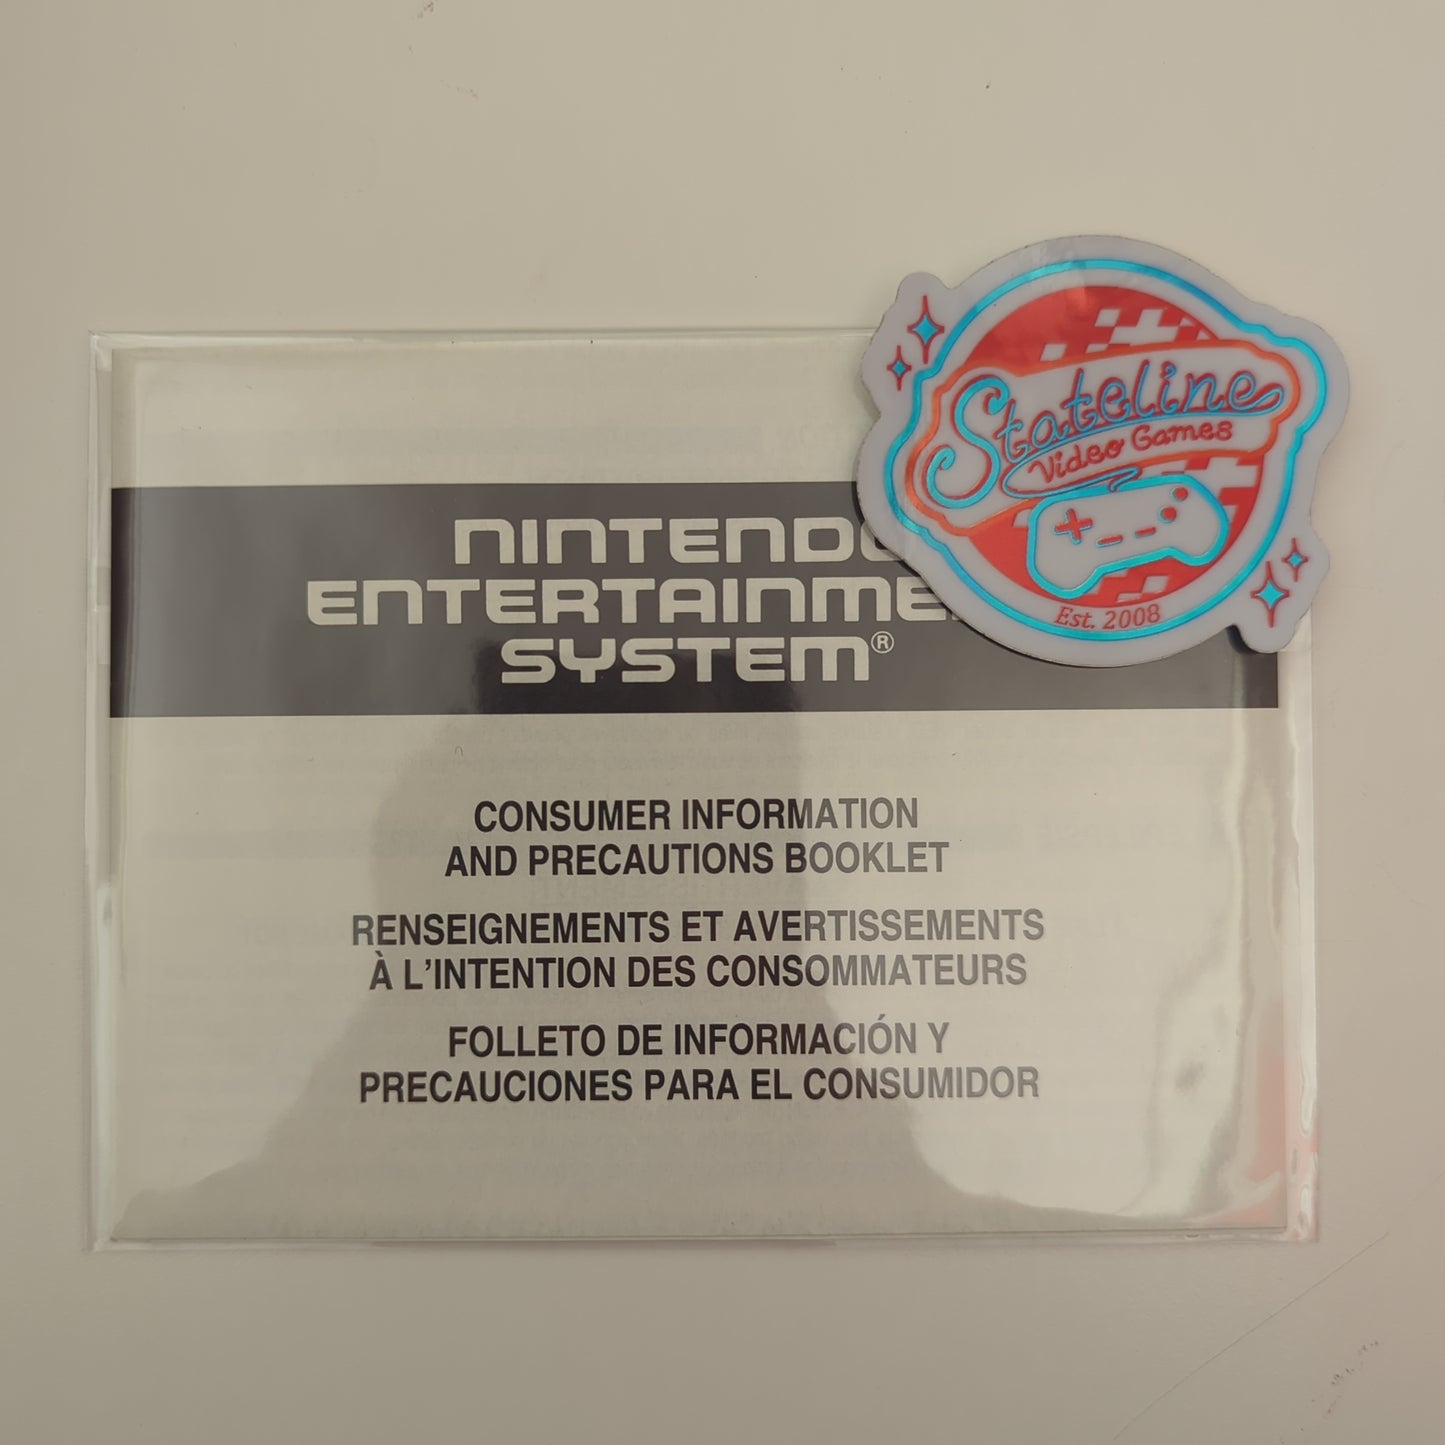 NINTENDO
ENTERTAINME
SYSTEM®
Stateline
Video Games
Est. 2008
CONSUMER INFORMATION
AND PRECAUTIONS BOOKLET
RENSEIGNEMENTS ET AVERTISSEMENTS
À L'INTENTION DES CONSOMMATEURS
FOLLETO DE INFORMACIÓN Y
PRECAUCIONES PARA EL CONSUMIDOR